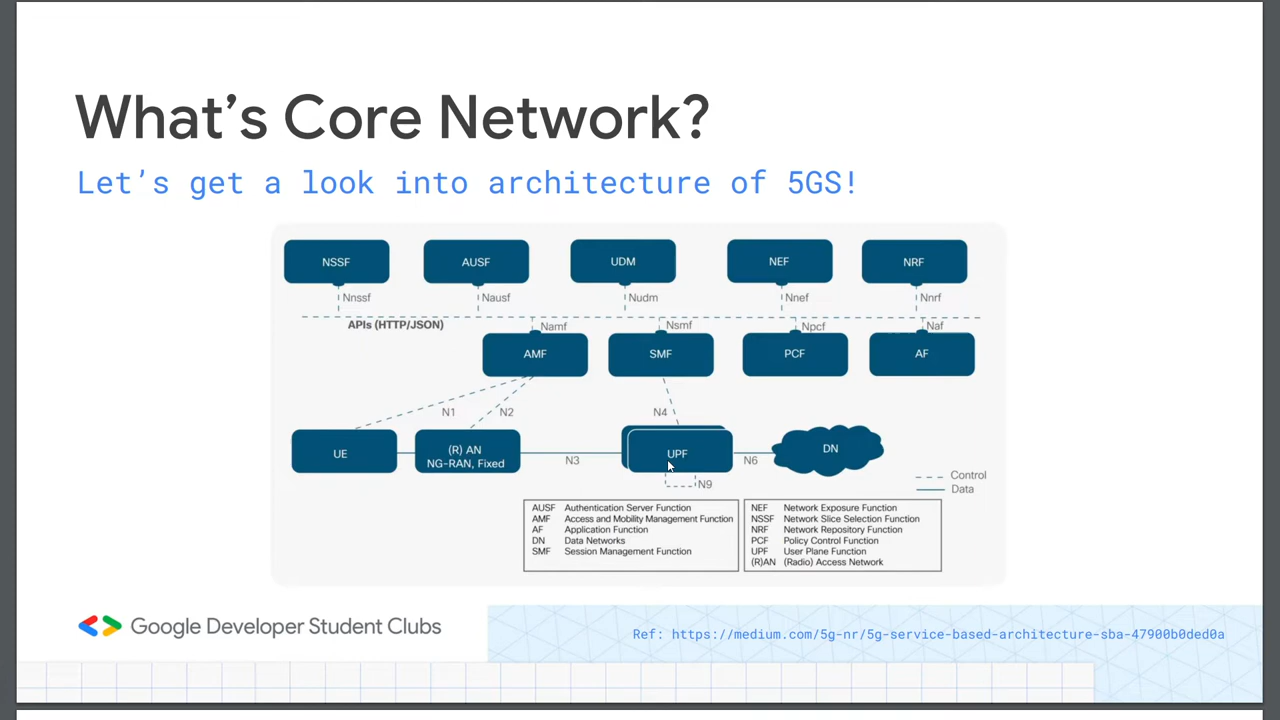 What's Core Network?
Let's get a look into architecture of 5GS!
NSSF
AUSF
UDM
NEF
NRF
Nnssf
Nausf
Nudm
Nnef
Nnrf
APIs (HTTP/JSON)
Namf
Nsmf
Npcf
Naf
AMF
SMF
PCF
AF
N1
N2
N4
UE
(R) AN
NG-RAN, Fixed
N3
UPF
N6
DN
N9
Control
Data
AUSF Authentication Server Function
AMF Access and Mobility Management Function
AF Application Function
DN Data Networks
SMF Session Management Function
NEF Network Exposure Function
NSSF Network Slice Selection Function
NRF Network Repository Function
PCF Policy Control Function
UPF User Plane Function
(R)AN (Radio) Access Network
Google Developer Student Clubs
Ref: https://medium.com/5g-nr/5g-service-based-architecture-sba-47900b0ded0a